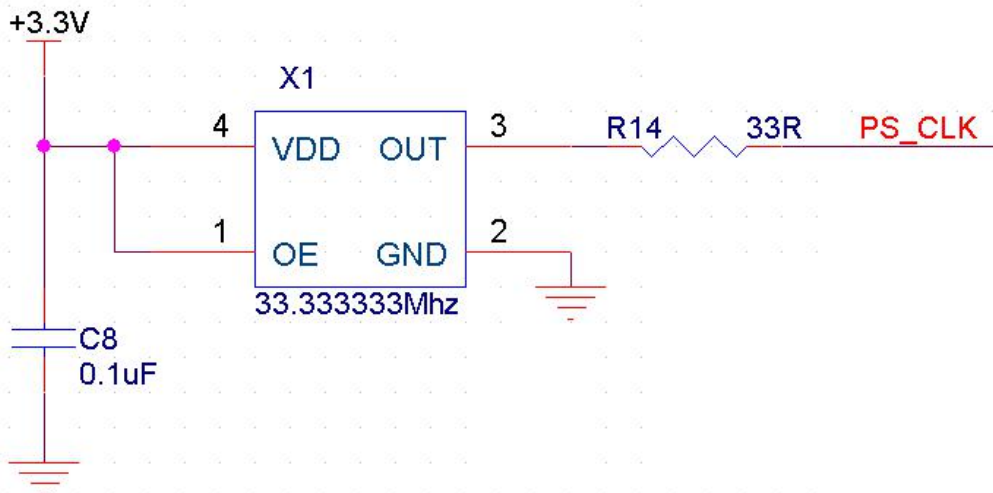 +3.3V
X1
4
3
R14
33R
PS_CLK
VDD
OUT
1
2
OE
GND
33.333333Mhz
C8
0.1uF